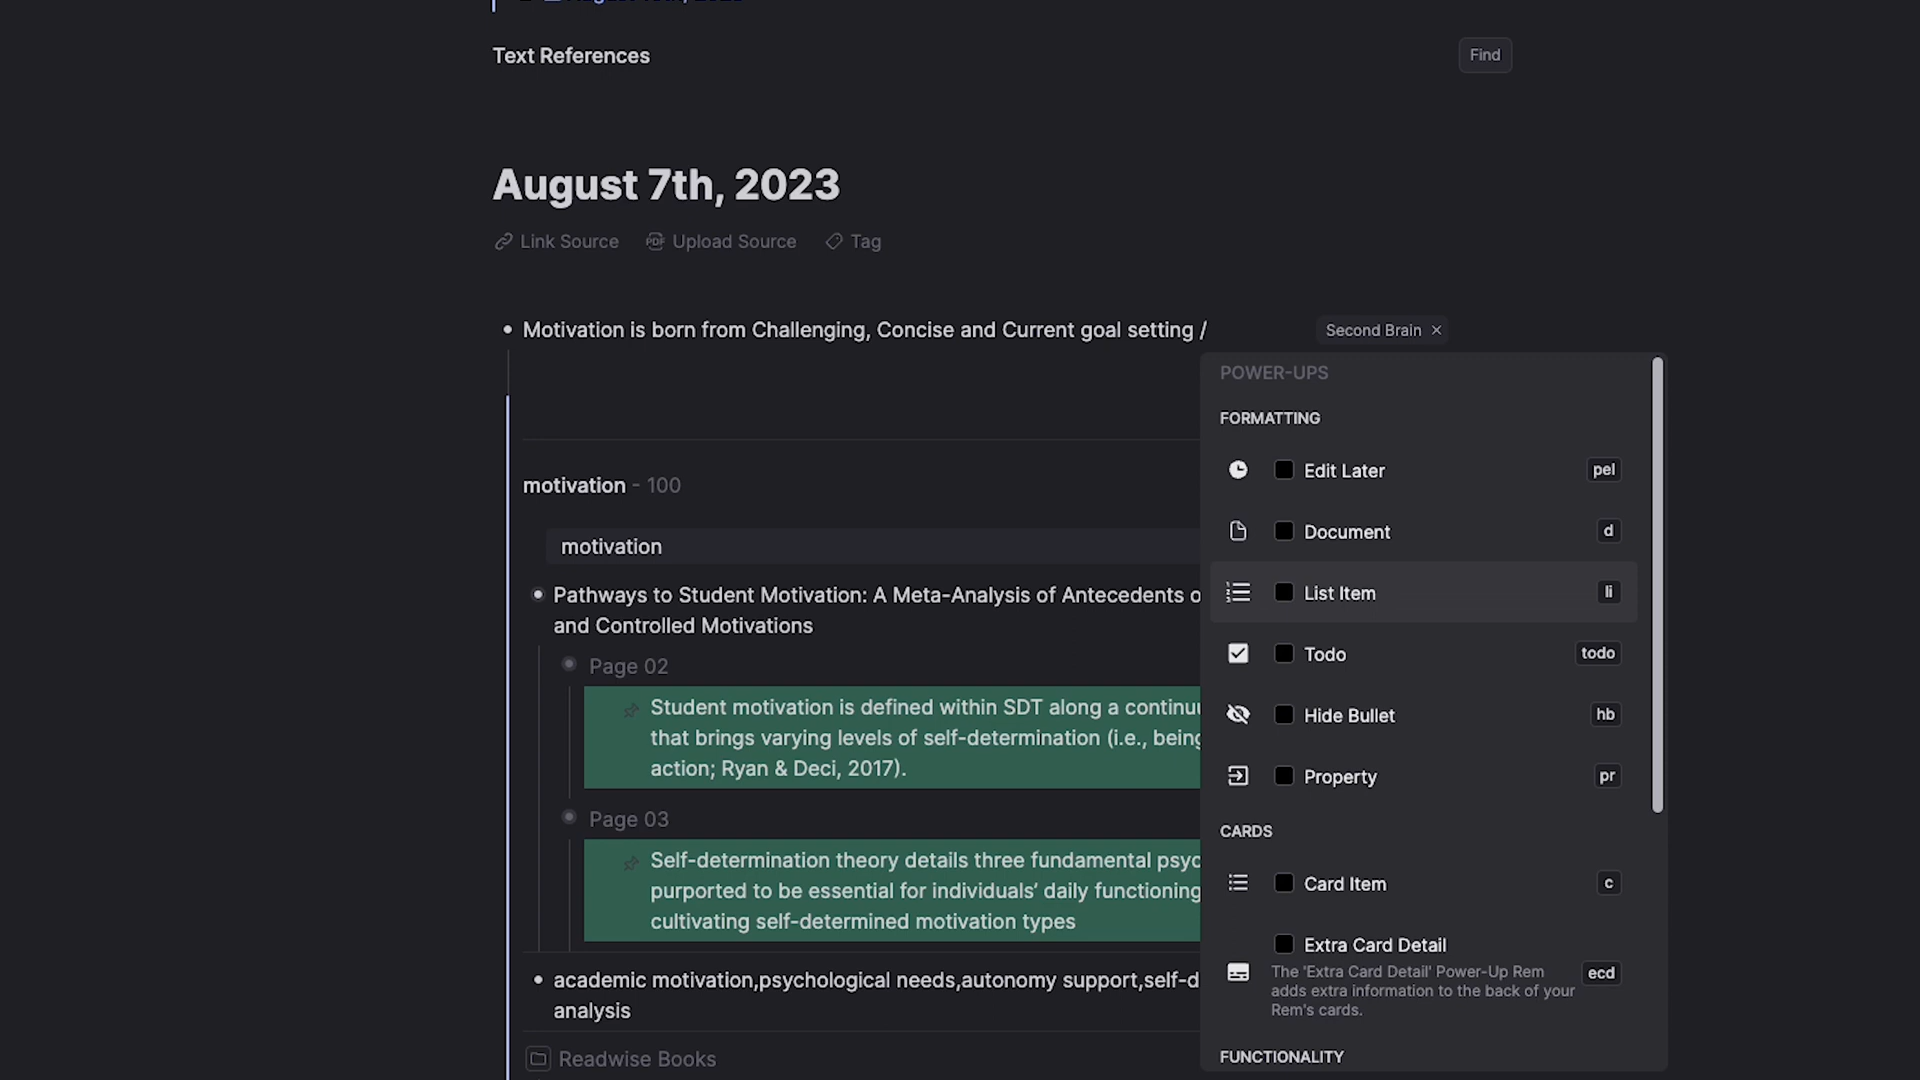 Text References
Find
August 7th, 2023
Link Source
Upload Source
Tag
Motivation is born from Challenging, Concise and Current goal setting /
Second Brain ×
POWER-UPS
FORMATTING
Edit Later
pel
Document
d
List Item
li
Todo
todo
Hide Bullet
hb
Property
pr
CARDS
Card Item
c
Extra Card Detail
The 'Extra Card Detail' Power-Up Rem
adds extra information to the back of your
Rem's cards.
ecd
FUNCTIONALITY
motivation - 100
motivation
Pathways to Student Motivation: A Meta-Analysis of Antecedents
and Controlled Motivations
Page 02
Student motivation is defined within SDT along a
that brings varying levels of self-determination (i.e., being
action; Ryan & Deci, 2017).
Page 03
Self-determination theory details three fundamental
purported to be essential for individuals' daily functioning
cultivating self-determined motivation types
academic motivation,psychological needs,autonomy support,self-d
analysis
Readwise Books